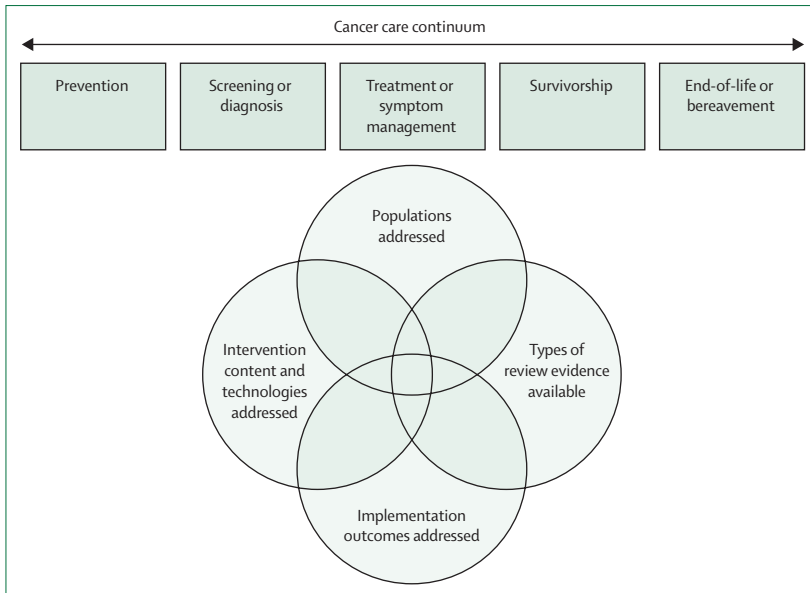 Cancer care continuum
Prevention
Screening or
diagnosis
Treatment or
symptom
management
Survivorship
End-of-life or
bereavement
Populations
addressed
Intervention
content and
technologies
addressed
Types of
review evidence
available
Implementation
outcomes addressed